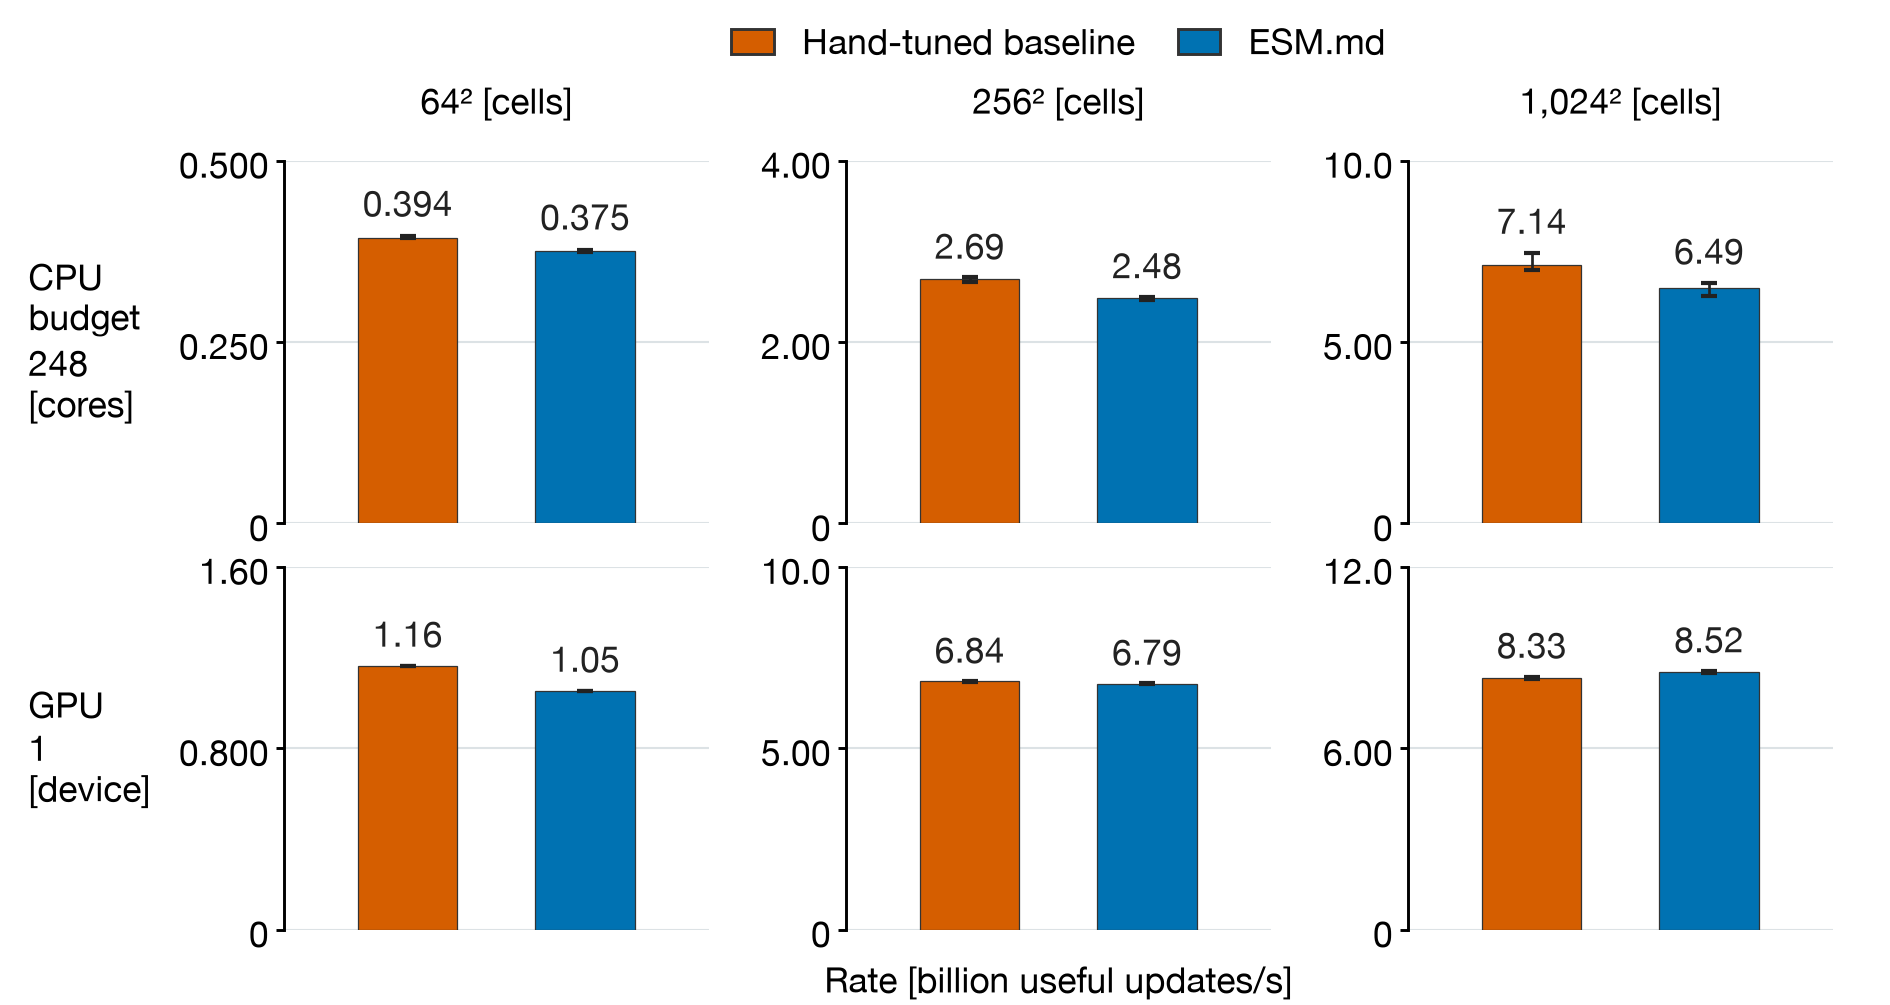 Hand-tuned baseline
ESM.md
64² [cells]
256² [cells]
1,024² [cells]
CPU
budget
248
[cores]
0.500
0.250
0
0.394
0.375
4.00
2.00
0
2.69
2.48
10.0
5.00
0
7.14
6.49
GPU
1
[device]
1.60
0.800
0
1.16
1.05
10.0
5.00
0
6.84
6.79
12.0
6.00
0
8.33
8.52
Rate [billion useful updates/s]